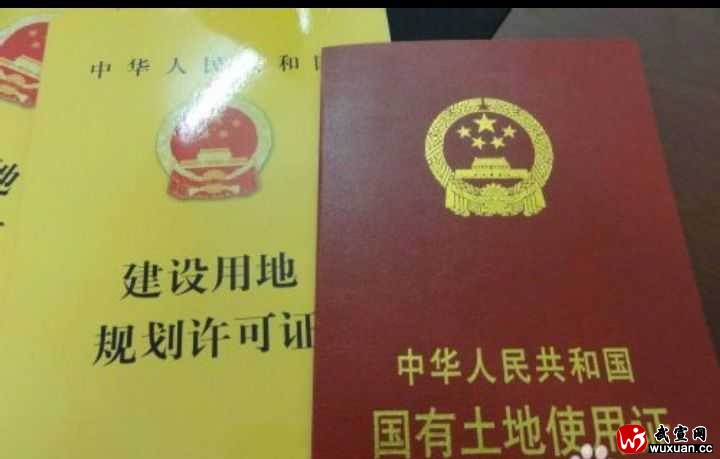 中华人民共和
建设用地
规划许可证
地
中华人民共和国
国有土地使用证
武宣网
wuxuan.cc